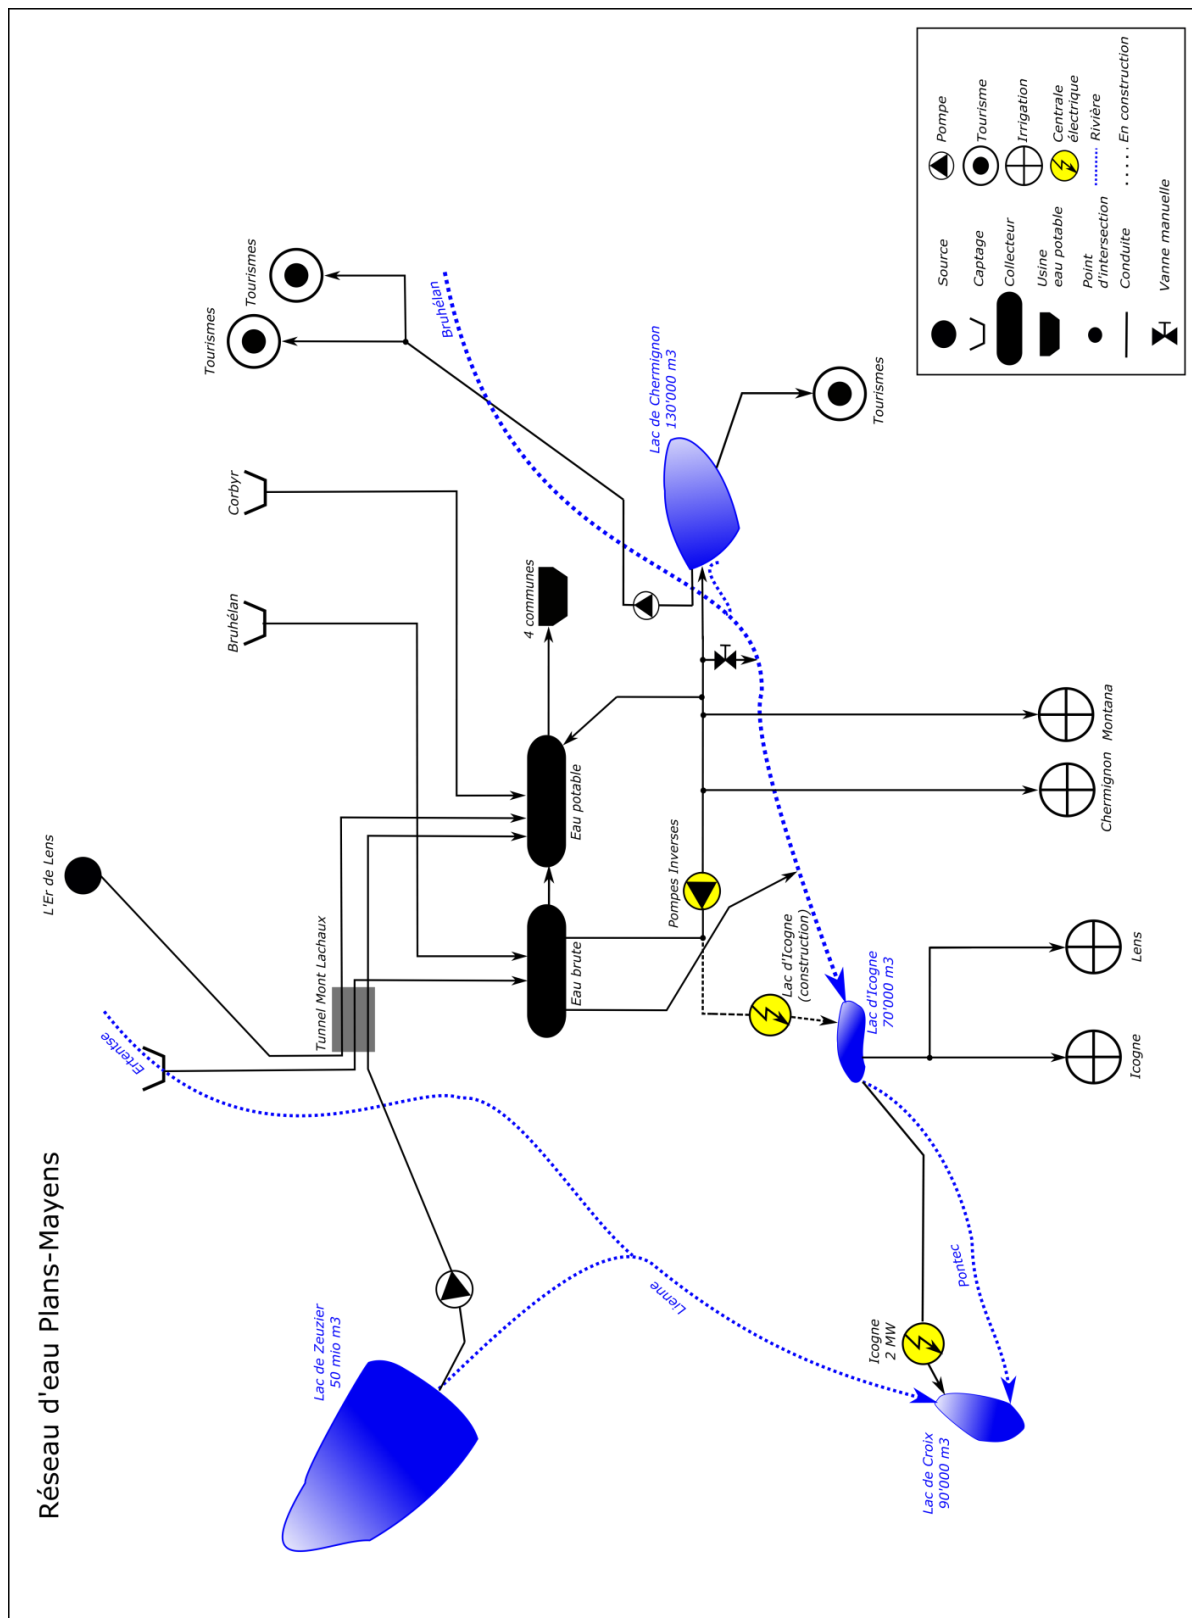 Réseau d'eau Plans-Mayens
L'Er de Lens
Ertentse
Tunnel Mont Lachaux
Bruhélan
Corbyr
Tourismes
Tourismes
Lac de Zeuzier
50 mio m3
Lienne
Eau brute
Eau potable
4 communes
Bruhélan
Pompes Inverses
Lac de Chermignon
130'000 m3
Tourismes
Lac d'Icogne
(construction)
Lac d'Icogne
70'000 m3
Icogne
2 MW
Pontec
Lac de Croix
90'000 m3
Icogne
Lens
Chermignon
Montana
Source
Captage
Collecteur
Usine
eau potable
Point
d'intersection
Conduite
Vanne manuelle
Pompe
Tourisme
Irrigation
Centrale
électrique
Rivière
En construction